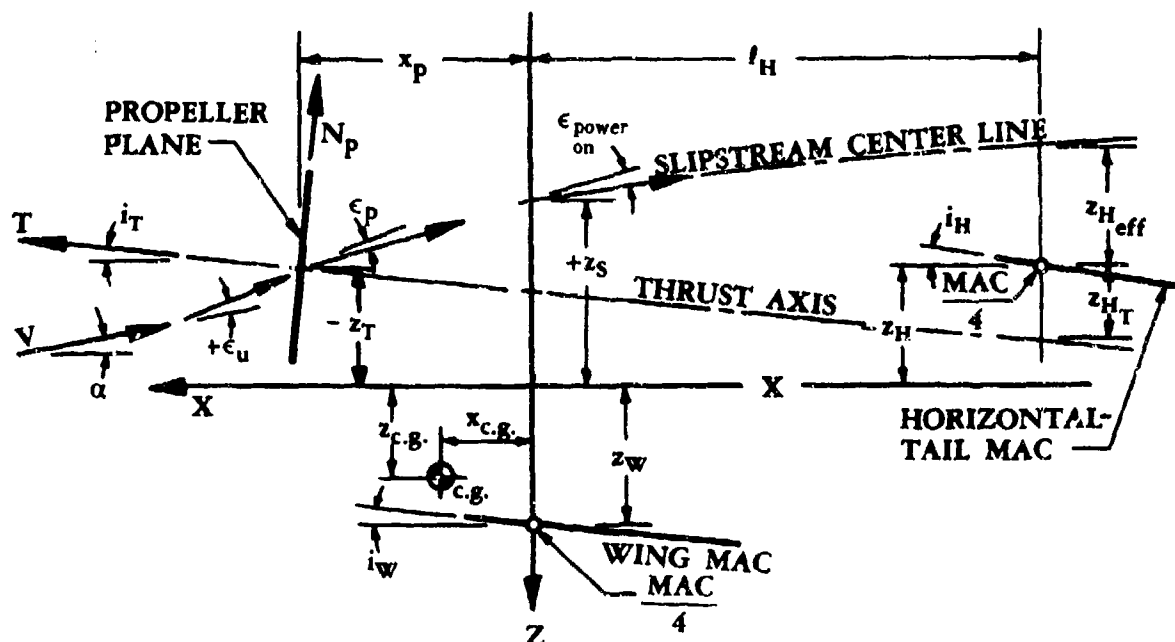 x_p
ℓ_H
PROPELLER
PLANE
N_p
ε_power
on
SLIPSTREAM CENTER LINE
T
i_T
ε_p
i_H
z_H_eff
+z_S
MAC
4
z_H_T
THRUST AXIS
z_H
V
α
+ε_u
- z_T
X
X
HORIZONTAL-
TAIL MAC
z_c.g.
x_c.g.
z_W
c.g.
i_W
WING MAC
MAC
4
Z